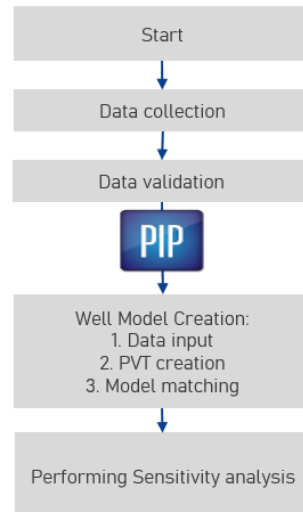 Start
Data collection
Data validation
PIP
Well Model Creation:
1. Data input
2. PVT creation
3. Model matching
Performing Sensitivity analysis